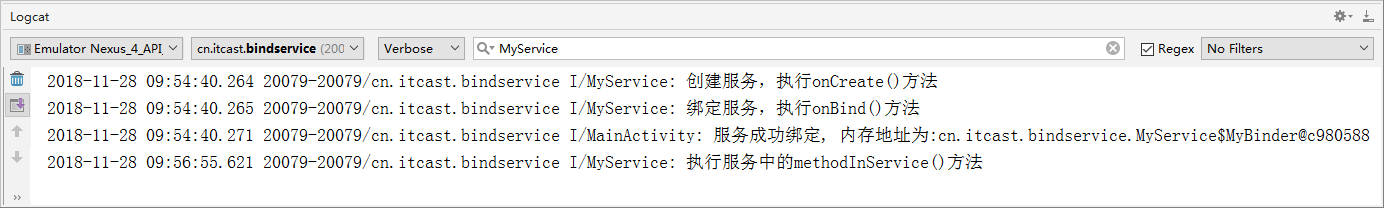 Logcat
Emulator Nexus_4_API_ cn.itcast.bindservice (200 Verbose MyService Regex No Filters
2018-11-28 09:54:40.264 20079-20079/cn.itcast.bindservice I/MyService: 创建服务，执行onCreate()方法
2018-11-28 09:54:40.265 20079-20079/cn.itcast.bindservice I/MyService: 绑定服务，执行onBind()方法
2018-11-28 09:54:40.271 20079-20079/cn.itcast.bindservice I/MainActivity: 服务成功绑定, 内存地址为:cn.itcast.bindservice.MyService$MyBinder@c980588
2018-11-28 09:56:55.621 20079-20079/cn.itcast.bindservice I/MyService: 执行服务中的methodInService()方法